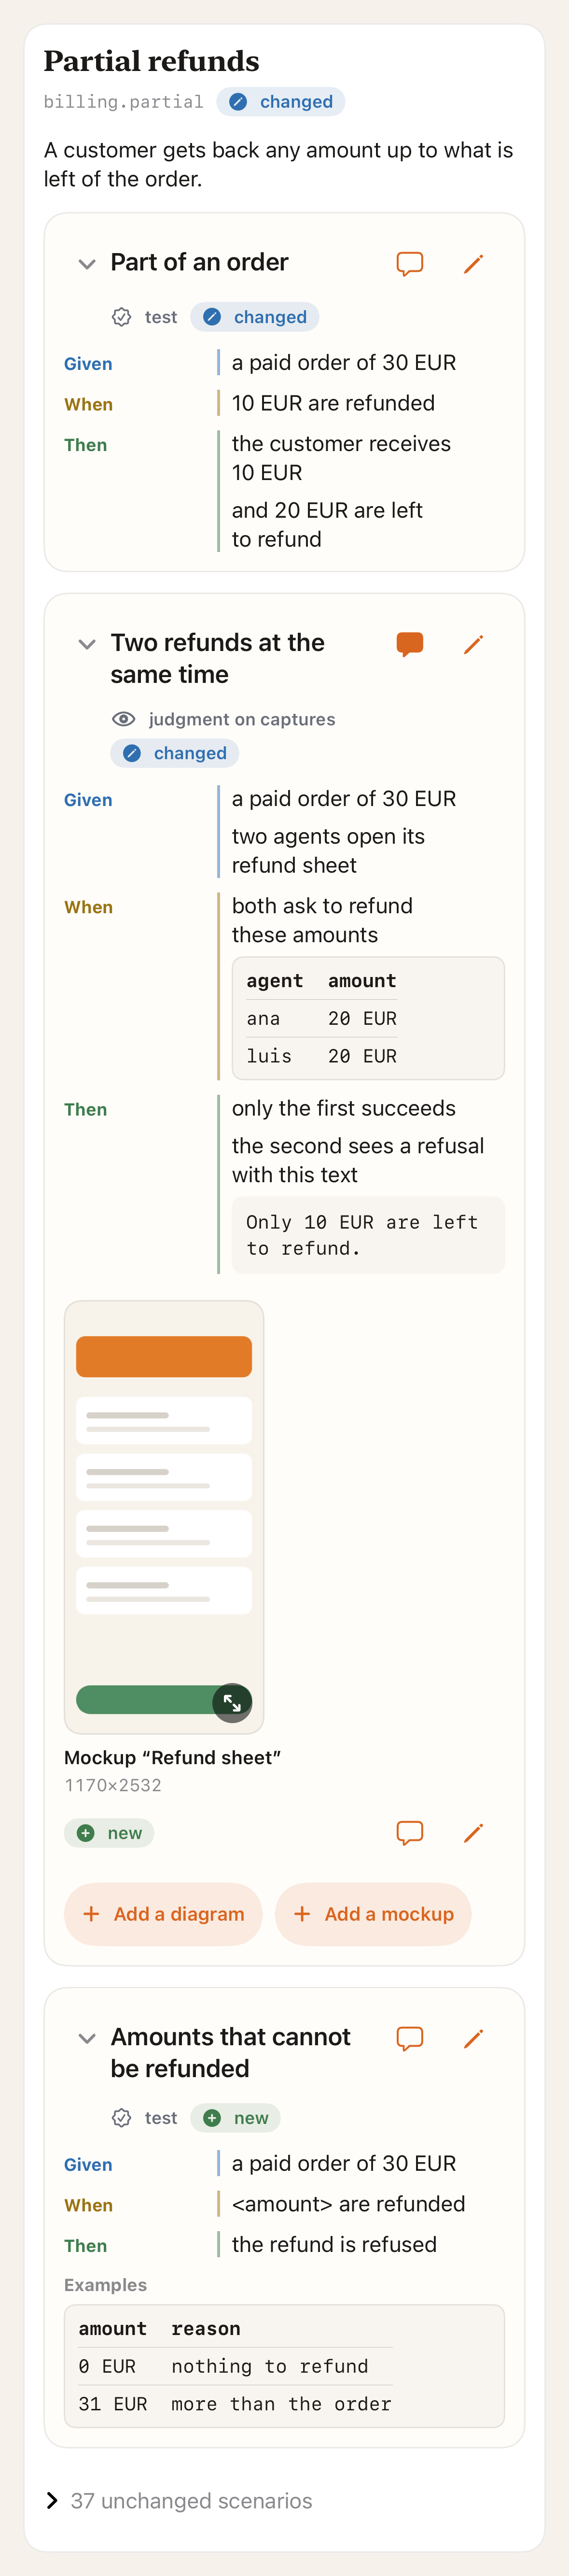 Partial refunds
billing.partial changed
A customer gets back any amount up to what is
left of the order.
Part of an order
test changed
Given a paid order of 30 EUR
When 10 EUR are refunded
Then the customer receives
10 EUR
and 20 EUR are left
to refund
Two refunds at the
same time
judgment on captures
changed
Given a paid order of 30 EUR
two agents open its
refund sheet
When both ask to refund
these amounts
agent amount
ana 20 EUR
luis 20 EUR
Then only the first succeeds
the second sees a refusal
with this text
Only 10 EUR are left
to refund.
Mockup “Refund sheet”
1170×2532
new
Add a diagram Add a mockup
Amounts that cannot
be refunded
test new
Given a paid order of 30 EUR
When <amount> are refunded
Then the refund is refused
Examples
amount reason
0 EUR nothing to refund
31 EUR more than the order
37 unchanged scenarios